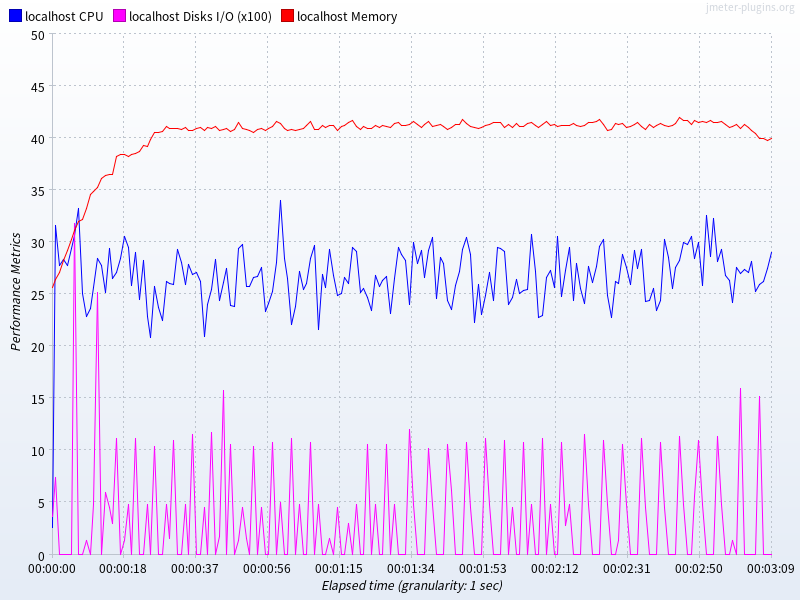 jmeter-plugins.org
localhost CPU localhost Disks I/O (x100) localhost Memory
50
45
40
35
30
25
20
15
10
5
0
Performance Metrics
00:00:00 00:00:18 00:00:37 00:00:56 00:01:15 00:01:34 00:01:53 00:02:12 00:02:31 00:02:50 00:03:09
Elapsed time (granularity: 1 sec)